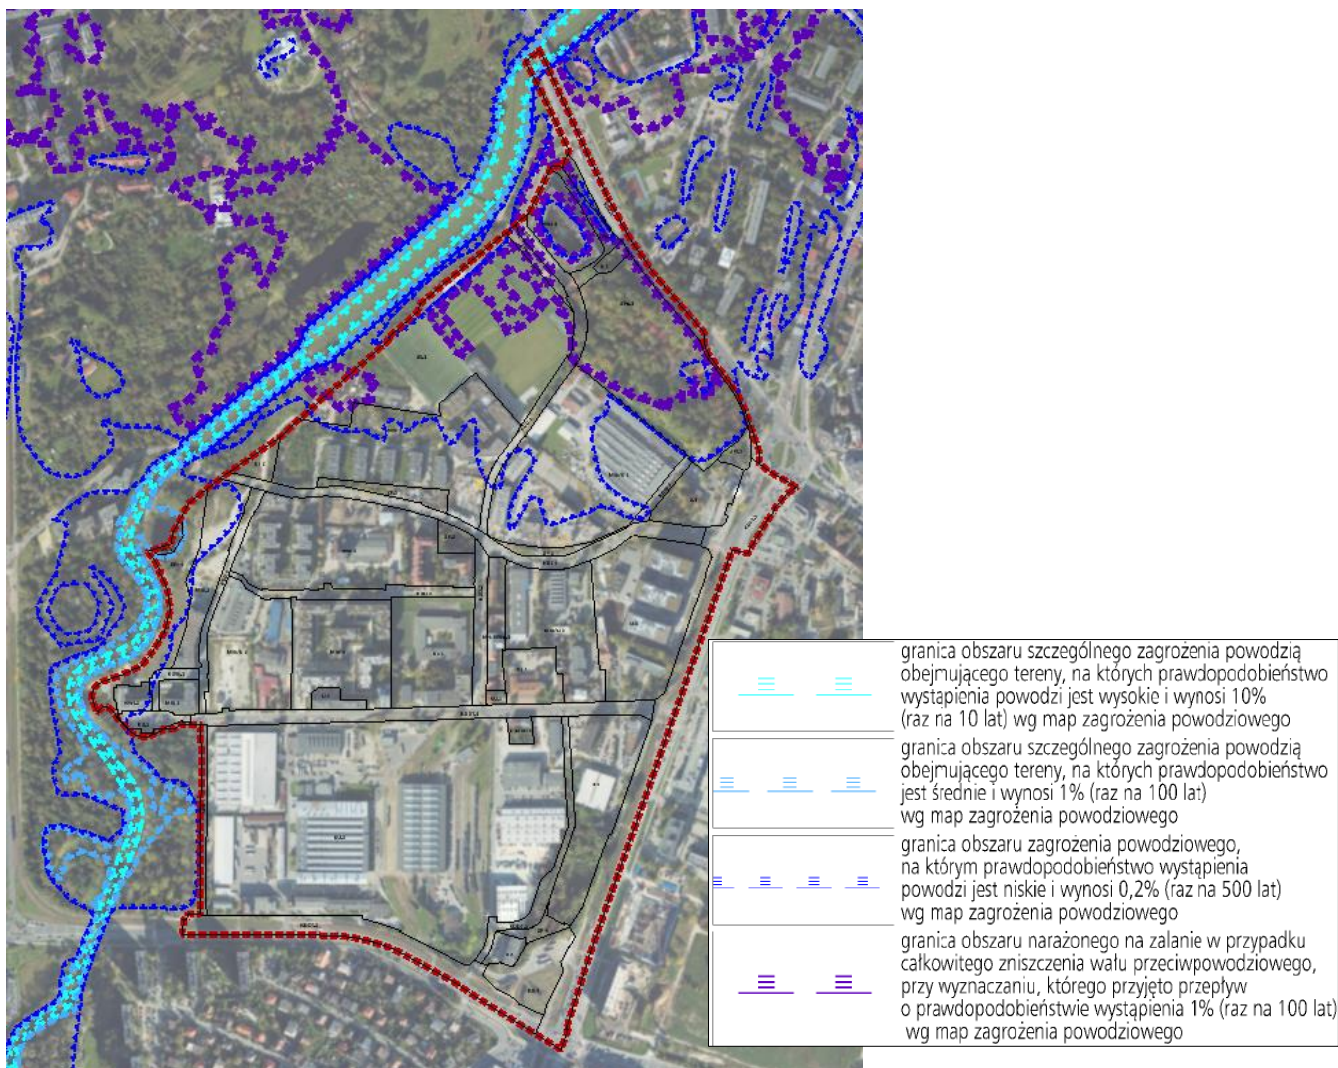 granica obszaru szczególnego zagrożenia powodzią
obejmującego tereny, na których prawdopodobieństwo
wystąpienia powodzi jest wysokie i wynosi 10%
(raz na 10 lat) wg map zagrożenia powodziowego
granica obszaru szczególnego zagrożenia powodzią
obejmującego tereny, na których prawdopodobieństwo
jest średnie i wynosi 1% (raz na 100 lat)
wg map zagrożenia powodziowego
granica obszaru zagrożenia powodziowego,
na którym prawdopodobieństwo wystąpienia
powodzi jest niskie i wynosi 0,2% (raz na 500 lat)
wg map zagrożenia powodziowego
granica obszaru narażonego na zalanie w przypadku
całkowitego zniszczenia wału przeciwpowodziowego,
przy wyznaczaniu, którego przyjęto przepływ
o prawdopodobieństwie wystąpienia 1% (raz na 100 lat)
wg map zagrożenia powodziowego